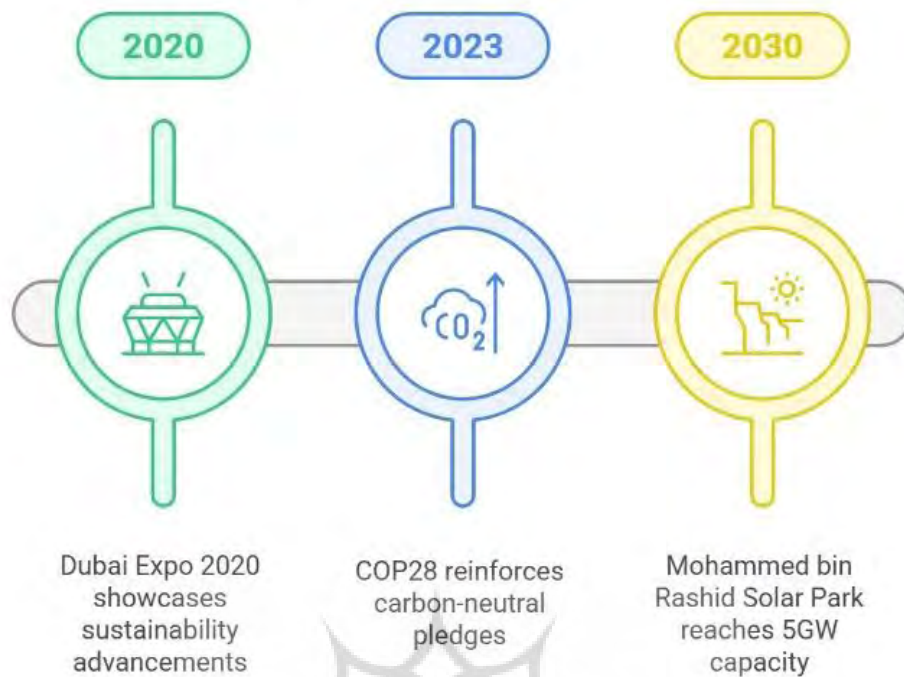 2020
2023
2030
CO2
Dubai Expo 2020
showcases
sustainability
advancements
COP28 reinforces
carbon-neutral
pledges
Mohammed bin
Rashid Solar Park
reaches 5GW
capacity